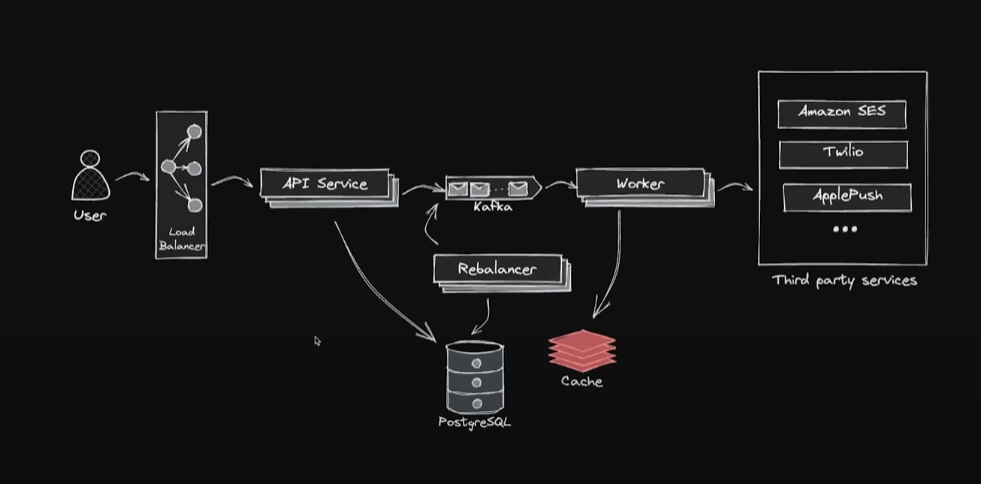 User
Load
Balancer
API Service
Kafka
Rebalancer
PostgreSQL
Worker
Cache
Amazon SES
Twilio
ApplePush
Third party services